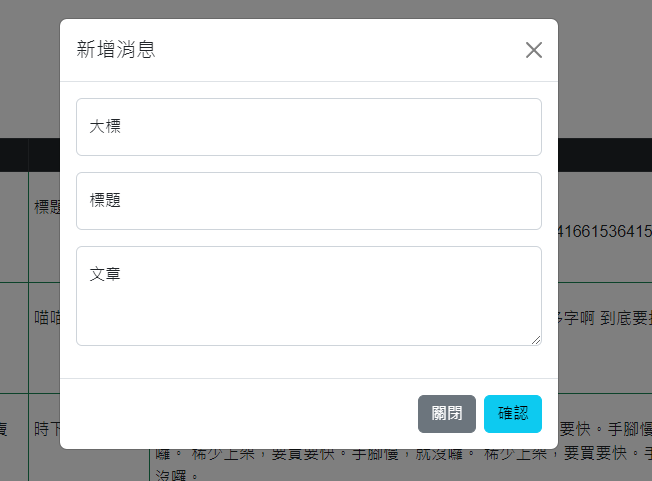 新增消息
大標
標題
標題
41661536415
文章
喵喵
多字啊 到底要
關閉
確認
時下
要快。手腳慢
囉。 稀少上架,要買要快。手腳慢,就沒囉。 稀少上架,要買要快。手
沒囉。